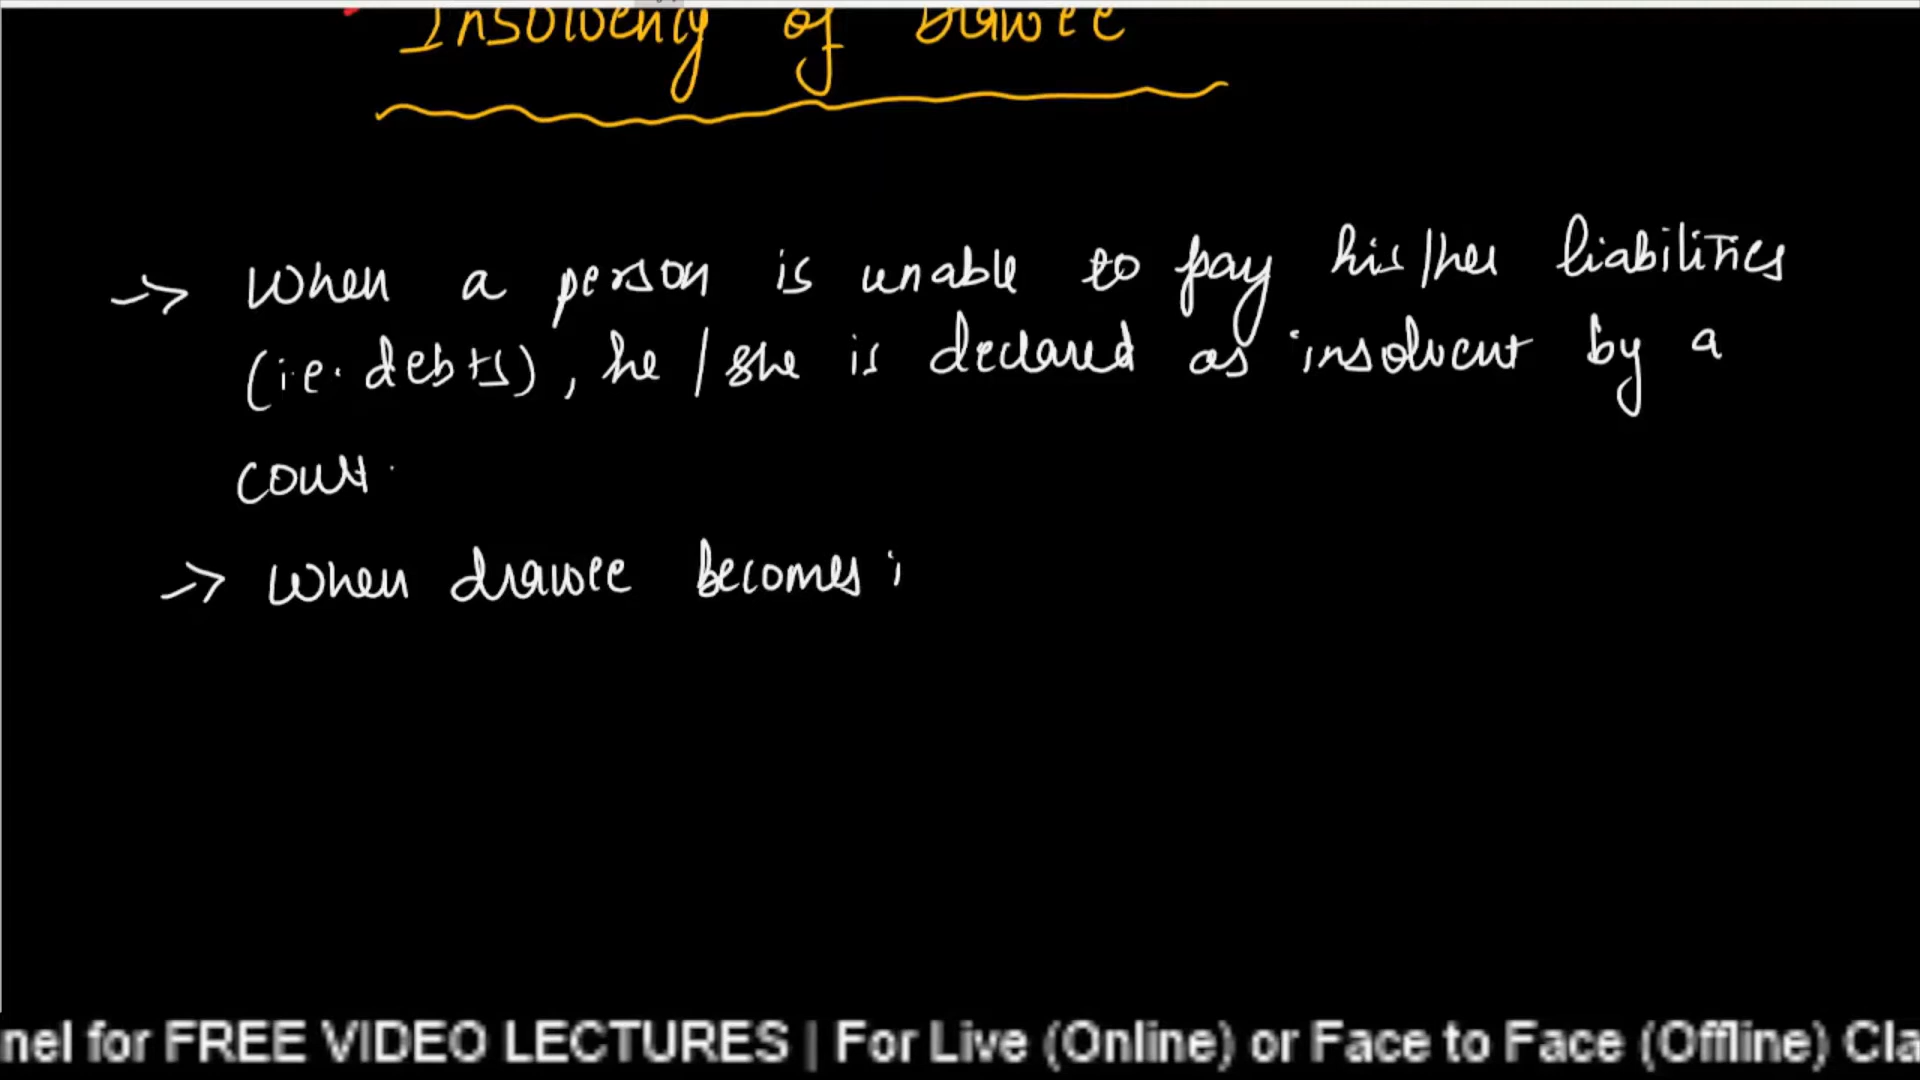 Insolvency of Drawee
-> When a person is unable to pay his/her liabilities
(i.e. debts), he/she is declared as insolvent by a
court.
-> When drawee becomes i
nel for FREE VIDEO LECTURES | For Live (Online) or Face to Face (Offline) Cla